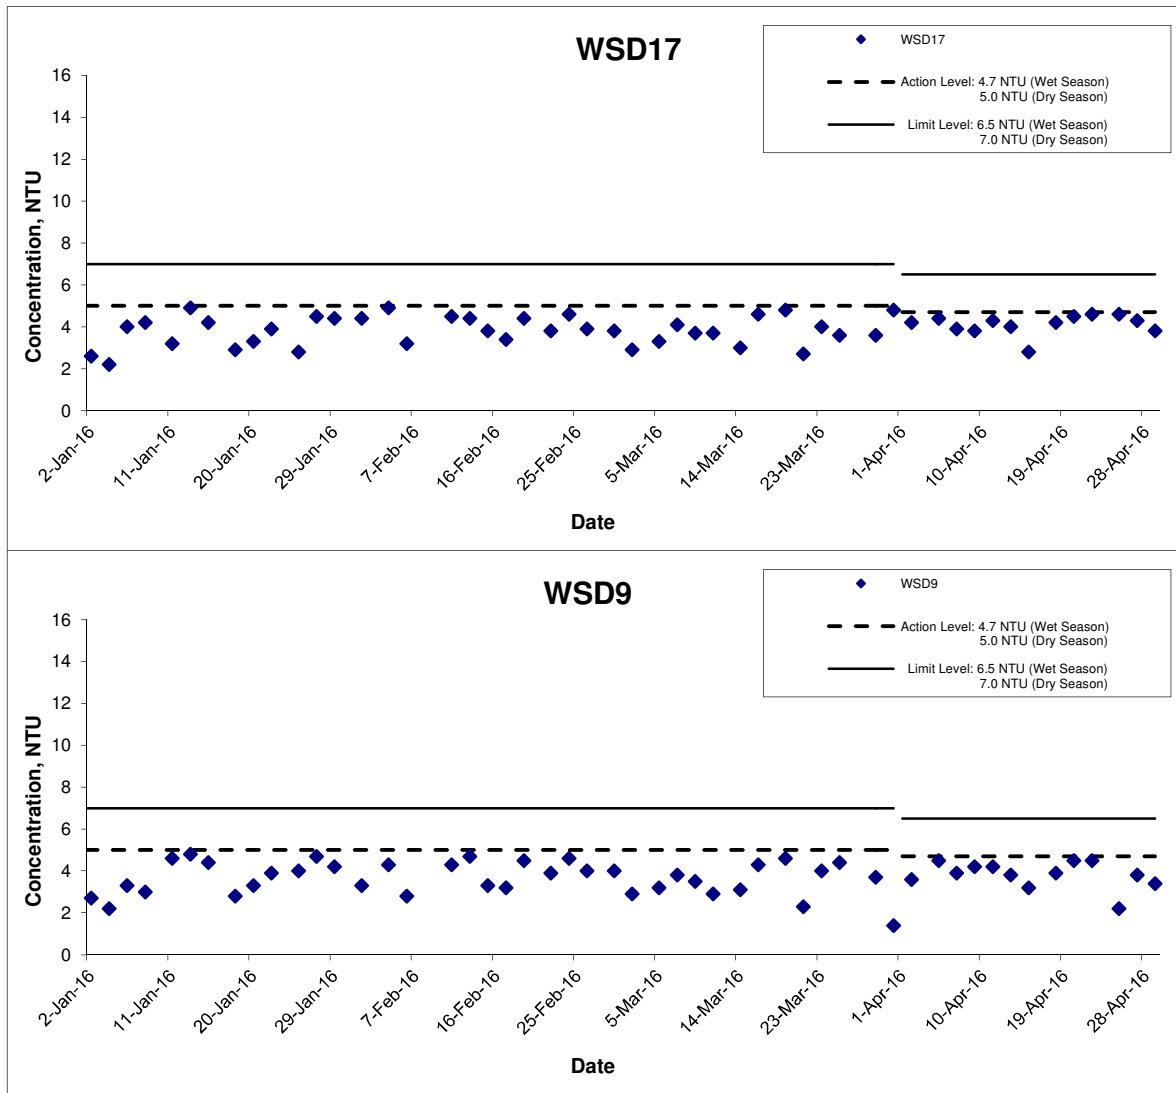 WSD17
WSD17
Action Level: 4.7 NTU (Wet Season)
5.0 NTU (Dry Season)
Limit Level: 6.5 NTU (Wet Season)
7.0 NTU (Dry Season)
Concentration, NTU
16
14
12
10
8
6
4
2
0
2-Jan-16
11-Jan-16
20-Jan-16
29-Jan-16
7-Feb-16
16-Feb-16
25-Feb-16
5-Mar-16
14-Mar-16
23-Mar-16
1-Apr-16
10-Apr-16
19-Apr-16
28-Apr-16
Date
WSD9
WSD9
Action Level: 4.7 NTU (Wet Season)
5.0 NTU (Dry Season)
Limit Level: 6.5 NTU (Wet Season)
7.0 NTU (Dry Season)
Concentration, NTU
16
14
12
10
8
6
4
2
0
2-Jan-16
11-Jan-16
20-Jan-16
29-Jan-16
7-Feb-16
16-Feb-16
25-Feb-16
5-Mar-16
14-Mar-16
23-Mar-16
1-Apr-16
10-Apr-16
19-Apr-16
28-Apr-16
Date